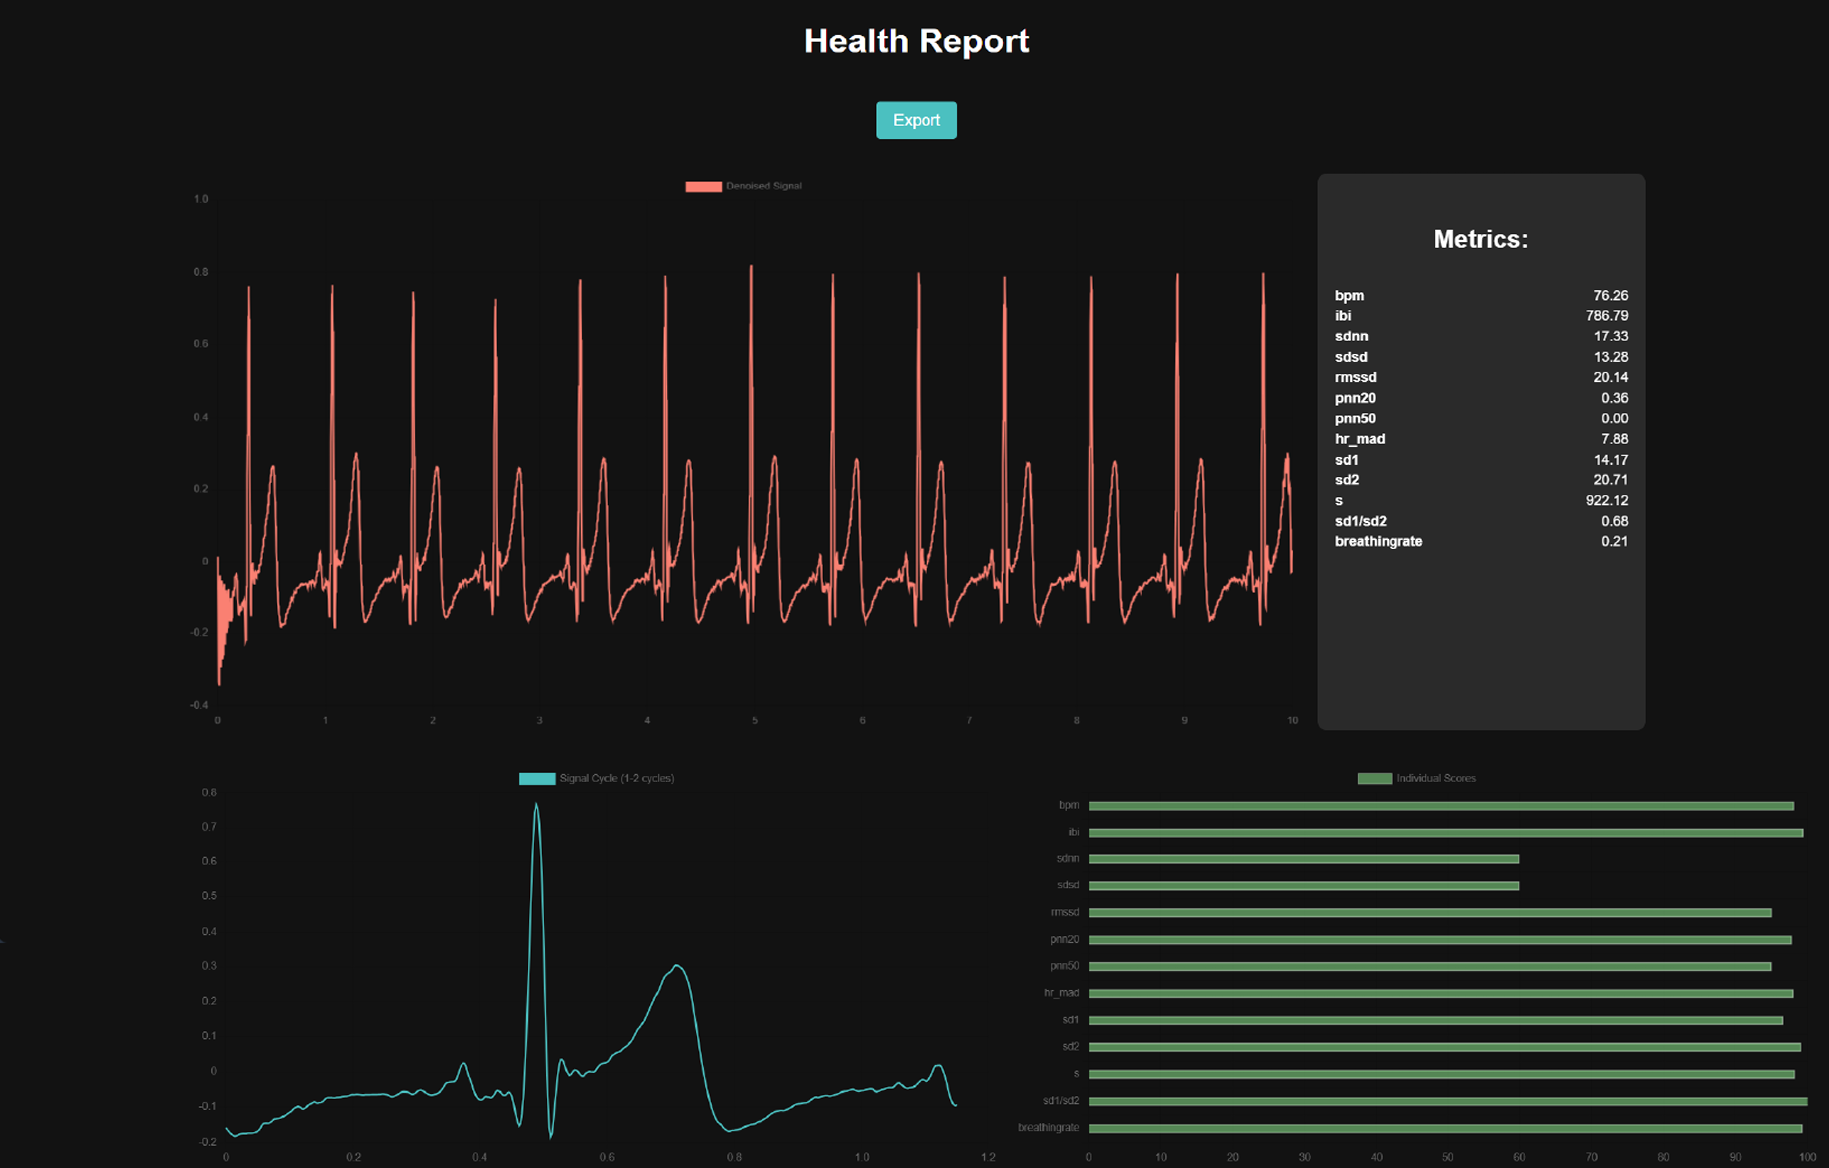 Health Report
Export
Denoised Signal
1.0
0.8
0.6
0.4
0.2
0
-0.2
-0.4
0 1 2 3 4 5 6 7 8 9 10
Metrics:
bpm 76.26
ibi 786.79
sdnn 17.33
sdsd 13.28
rmssd 20.14
pnn20 0.36
pnn50 0.00
hr_mad 7.88
sd1 14.17
sd2 20.71
s 922.12
sd1/sd2 0.68
breathingrate 0.21
Signal Cycle (1-2 cycles)
0.8
0.7
0.6
0.5
0.4
0.3
0.2
0.1
0
-0.1
-0.2
0 0.2 0.4 0.6 0.8 1.0 1.2
Individual Scores
bpm
ibi
sdnn
sdsd
rmssd
pnn20
pnn50
hr_mad
sd1
sd2
s
sd1/sd2
breathingrate
0 10 20 30 40 50 60 70 80 90 100